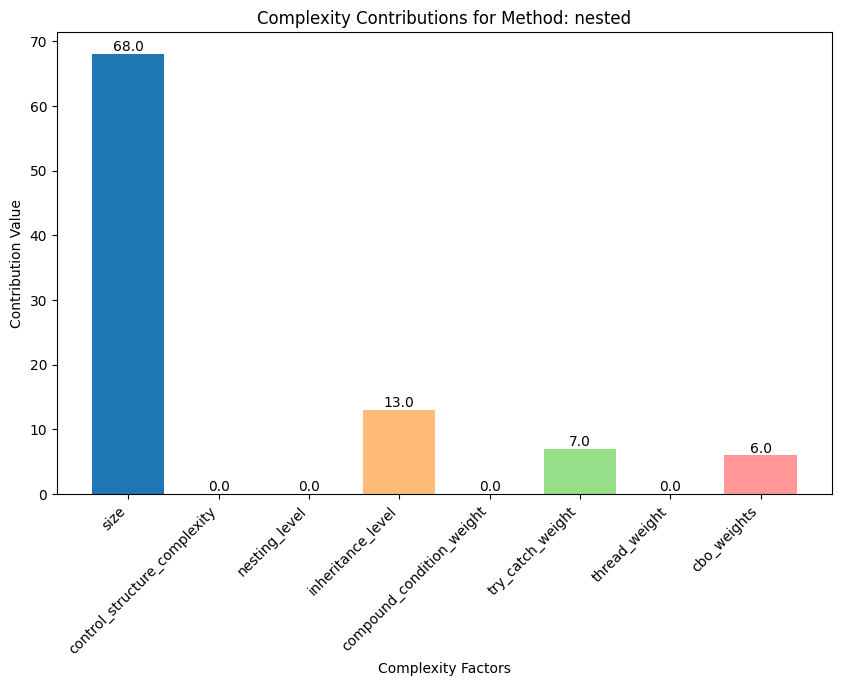 Complexity Contributions for Method: nested
Contribution Value
70
60
50
40
30
20
10
0
68.0
0.0
0.0
13.0
0.0
7.0
0.0
6.0
size
control_structure_complexity
nesting_level
inheritance_level
compound_condition_weight
try_catch_weight
thread_weight
cbo_weights
Complexity Factors